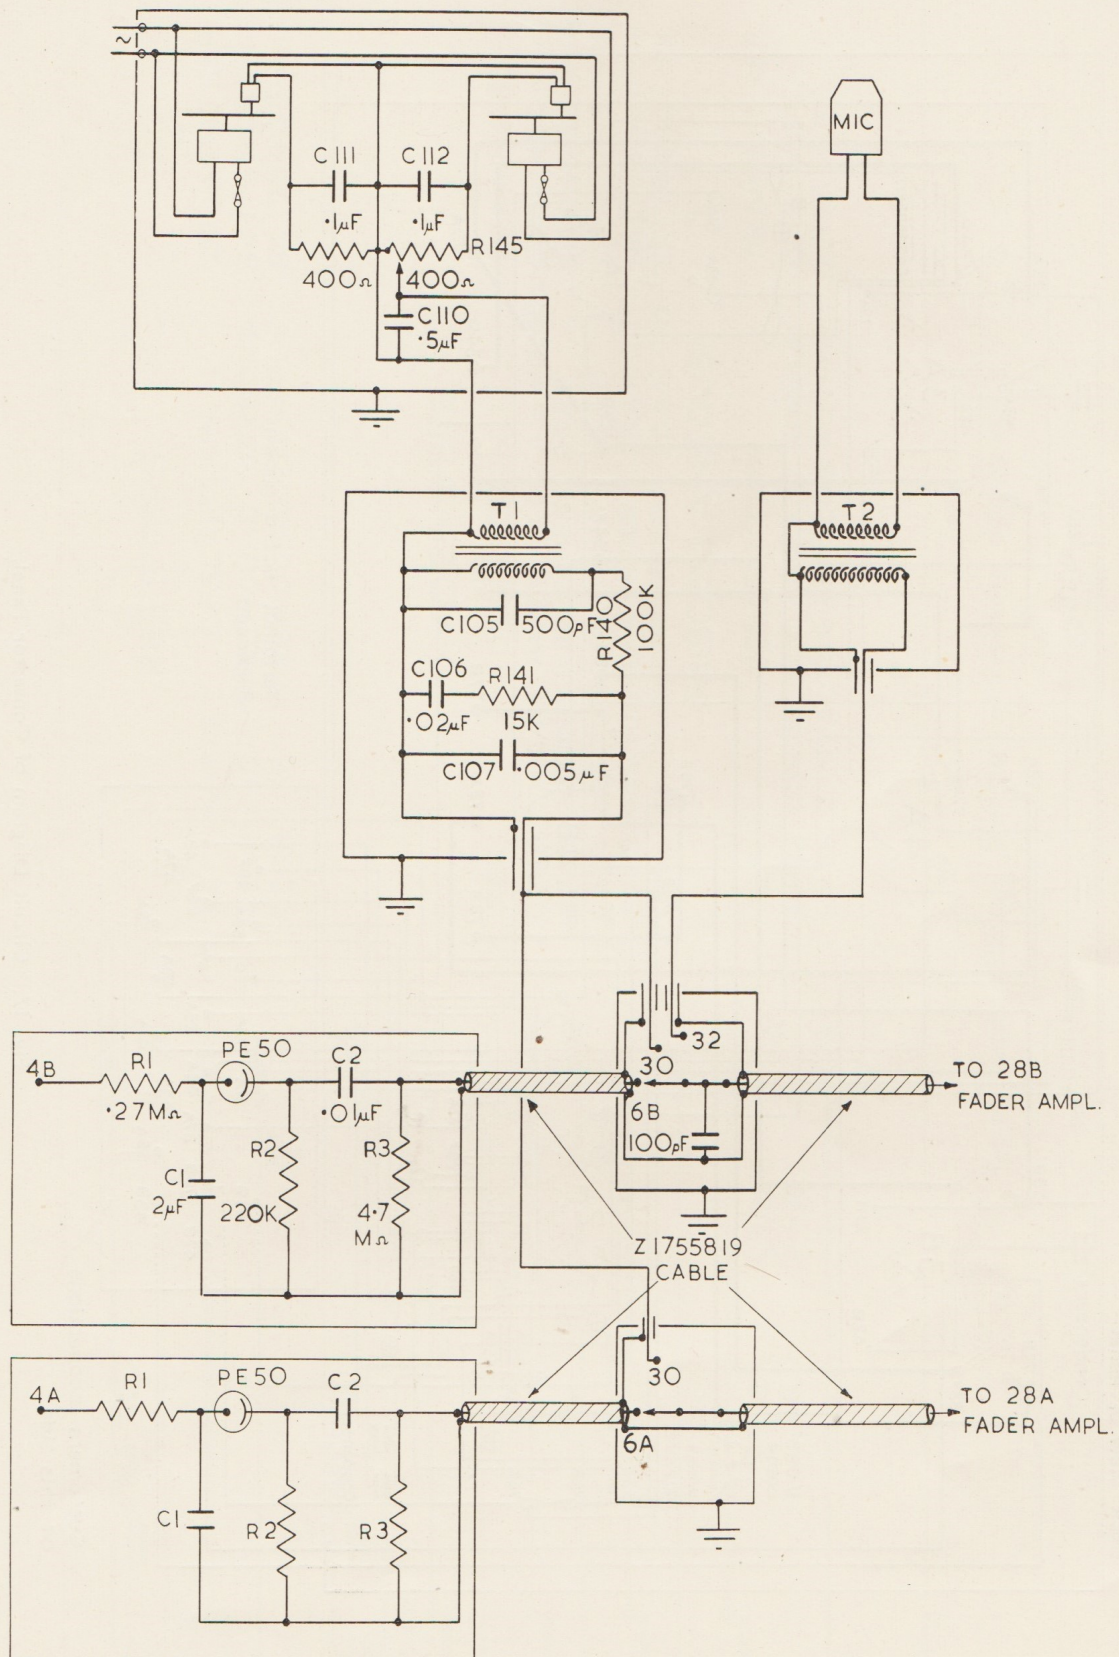 ~
MIC
C111
C112
·1µF
·1µF
R145
400Ω
400Ω
C110
·5µF
T1
T2
C105
500pF
R140
100K
C106
R141
·02µF
15K
C107
·005µF
30
32
4B
R1
PE50
C2
·27MΩ
·01µF
6B
TO 28B
FADER AMPL.
R2
R3
100pF
C1
2µF
220K
4·7
MΩ
Z1755819
CABLE
30
4A
R1
PE50
C2
6A
TO 28A
FADER AMPL.
C1
R2
R3